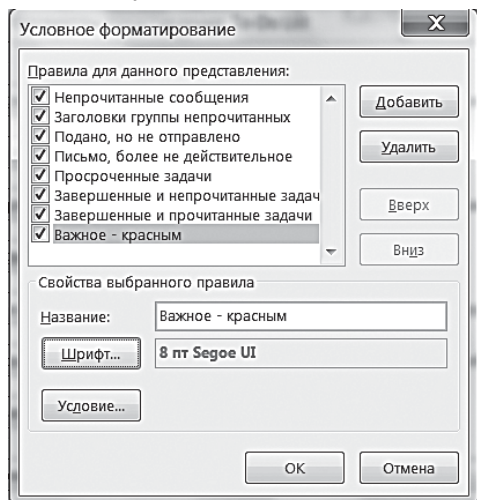 Условное форматирование
X
Правила для данного представления:
Непрочитанные сообщения
Заголовки группы непрочитанных
Подано, но не отправлено
Письмо, более не действительное
Просроченные задачи
Завершенные и непрочитанные задач
Завершенные и прочитанные задачи
Важное - красным
Добавить
Удалить
Вверх
Вниз
Свойства выбранного правила
Название:
Важное - красным
Шрифт...
8 пт Segoe UI
Условие...
ОК
Отмена